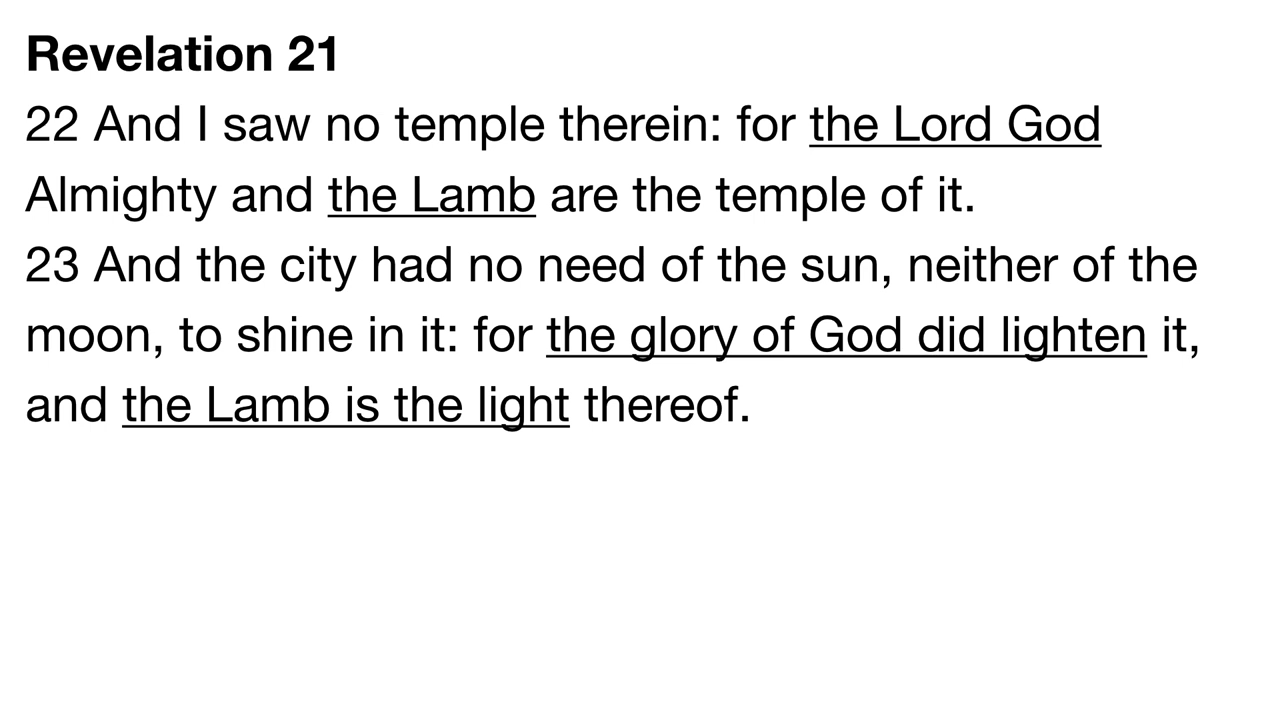 Revelation 21
22 And I saw no temple therein: for the Lord God
Almighty and the Lamb are the temple of it.
23 And the city had no need of the sun, neither of the
moon, to shine in it: for the glory of God did lighten it,
and the Lamb is the light thereof.